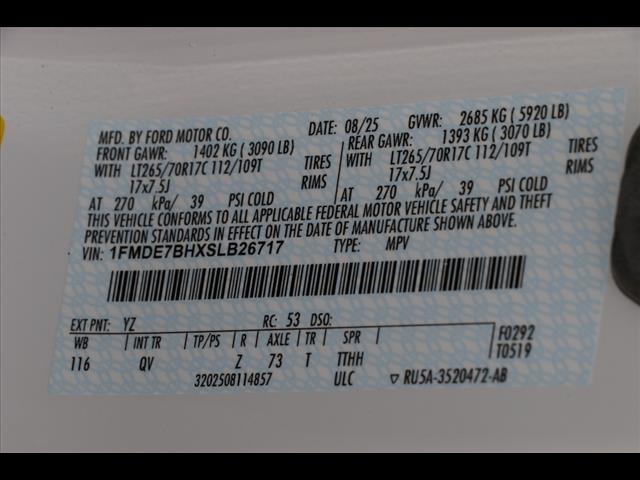 MFD. BY FORD MOTOR CO. DATE: 08/25 GVWR: 2685 KG ( 5920 LB)
FRONT GAWR: 1402 KG ( 3090 LB) REAR GAWR: 1393 KG ( 3070 LB)
WITH LT265/70R17C 112/109T TIRES WITH LT265/70R17C 112/109T TIRES
17x7.5J RIMS 17x7.5J RIMS
AT 270 kPa/ 39 PSI COLD AT 270 kPa/ 39 PSI COLD
THIS VEHICLE CONFORMS TO ALL APPLICABLE FEDERAL MOTOR VEHICLE SAFETY AND THEFT
PREVENTION STANDARDS IN EFFECT ON THE DATE OF MANUFACTURE SHOWN ABOVE.
VIN: 1FMDE7BHXSLB26717 TYPE: MPV
EXT PNT: YZ RC: 53 DSO:
WB INT TR TP/PS R AXLE TR SPR F0292
116 QV Z 73 T TTHH T0519
3202508114857 ULC ▽ RU5A-3520472-AB